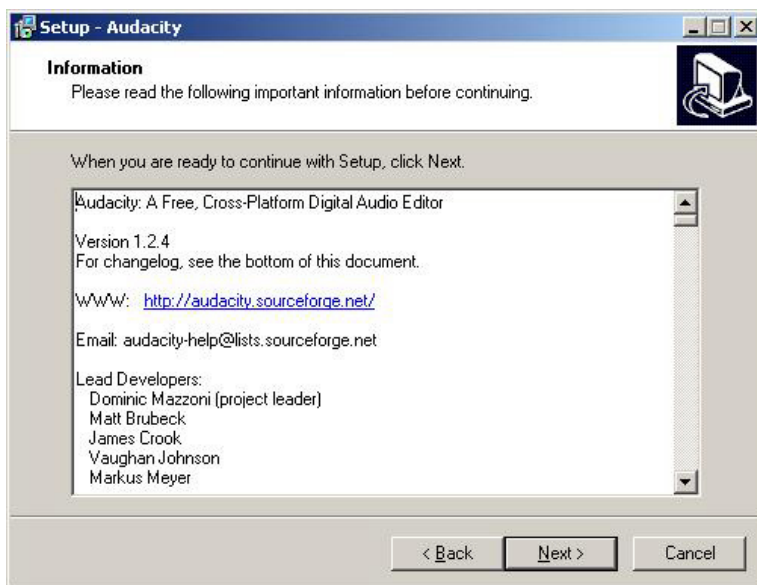 Setup - Audacity
Information
Please read the following important information before continuing.
When you are ready to continue with Setup, click Next.
Audacity: A Free, Cross-Platform Digital Audio Editor
Version 1.2.4
For changelog, see the bottom of this document.
WWW: http://audacity.sourceforge.net/
Email: audacity-help@lists.sourceforge.net
Lead Developers:
Dominic Mazzoni (project leader)
Matt Brubeck
James Crook
Vaughan Johnson
Markus Meyer
< Back Next > Cancel